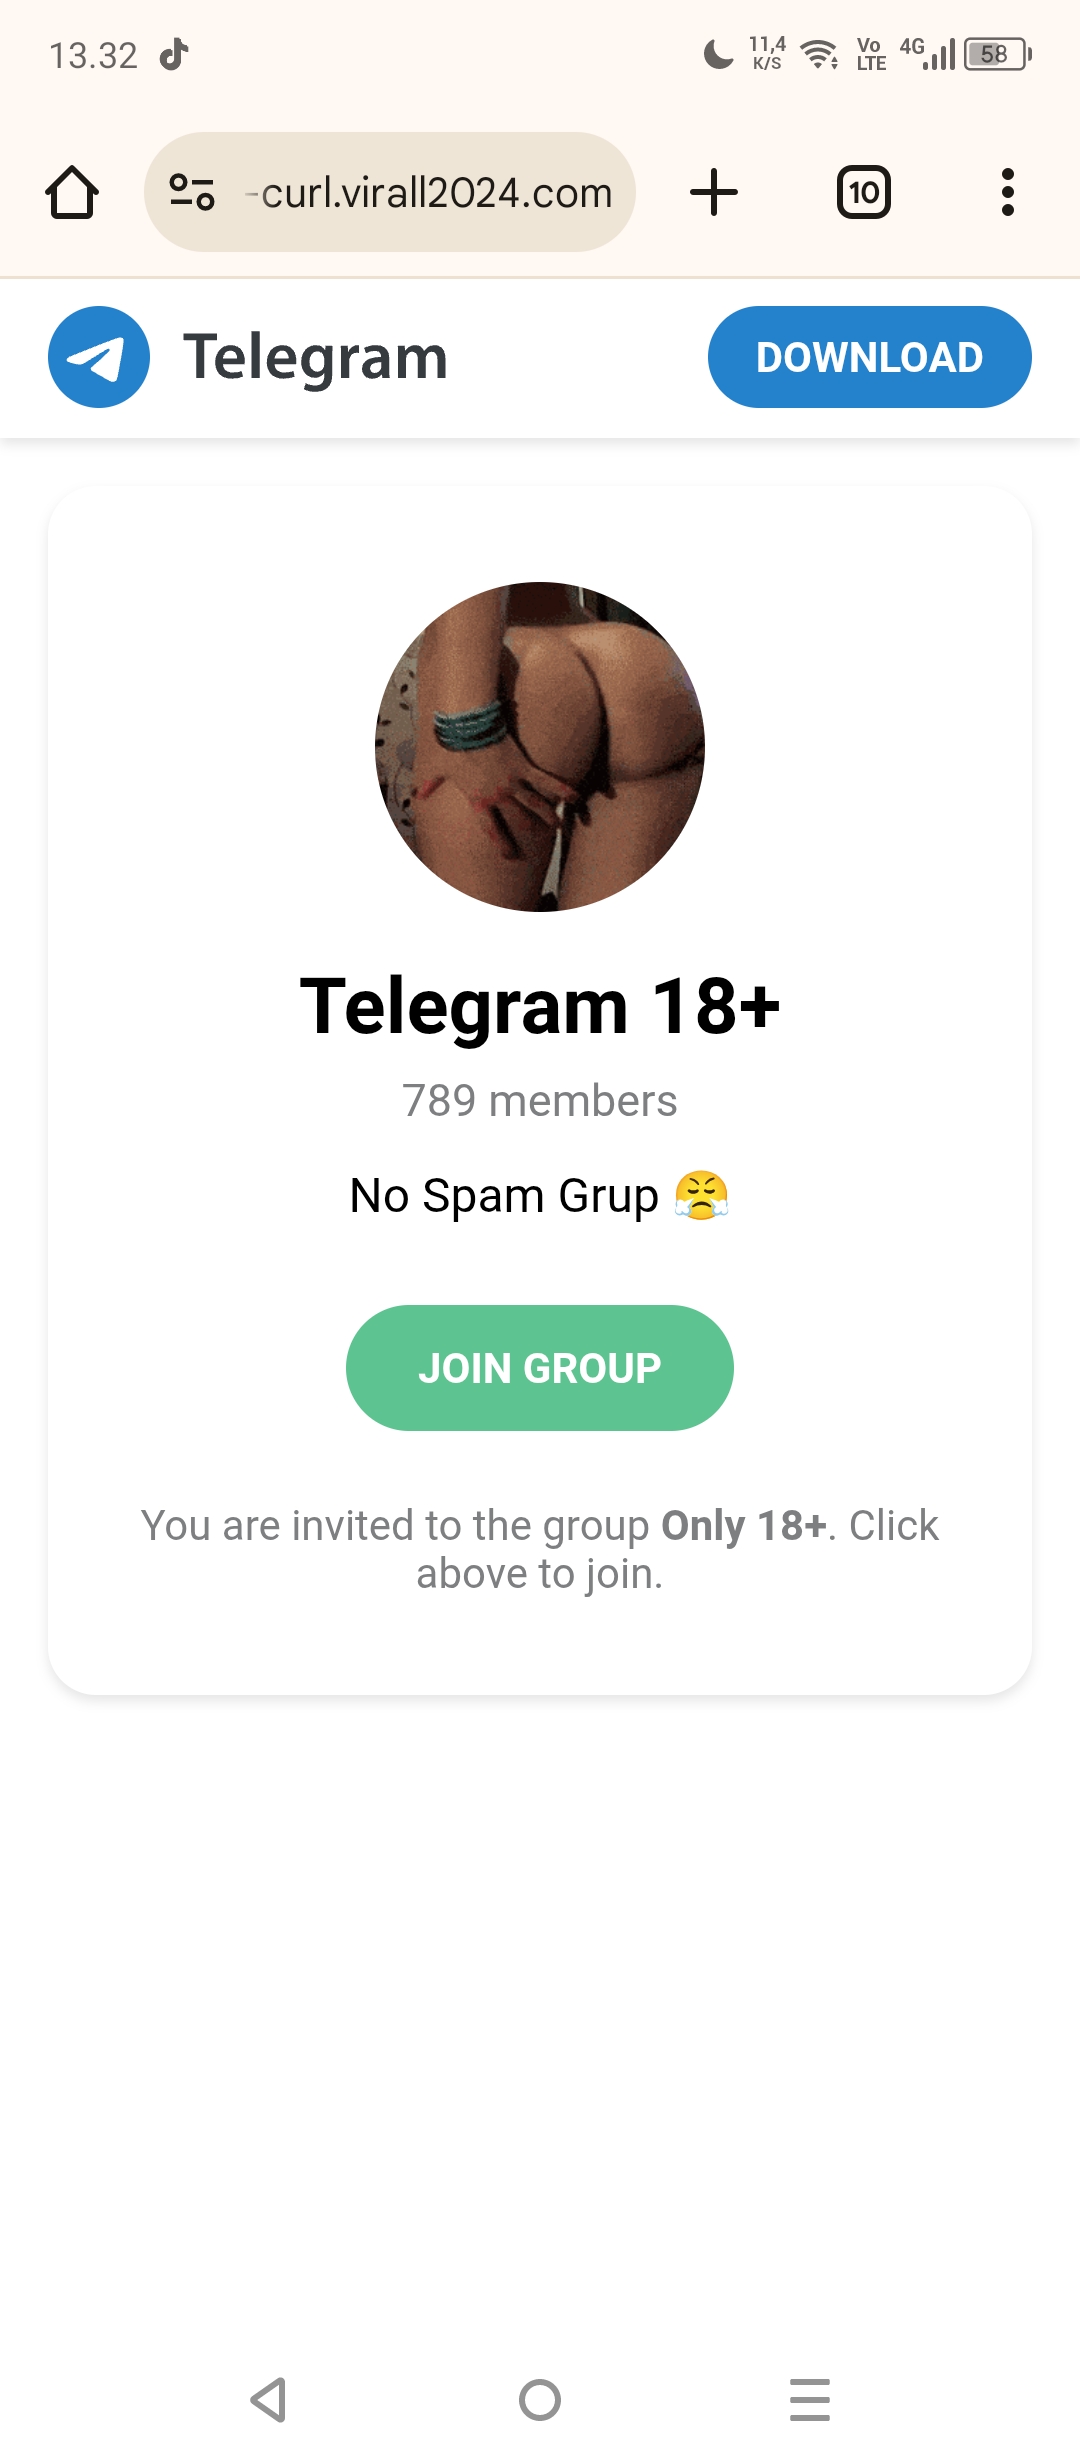 13.32
11,4
K/S
Vo
LTE
4G
58
-curl.virall2024.com
10
Telegram
DOWNLOAD
Telegram 18+
789 members
No Spam Grup 😤
JOIN GROUP
You are invited to the group Only 18+. Click
above to join.